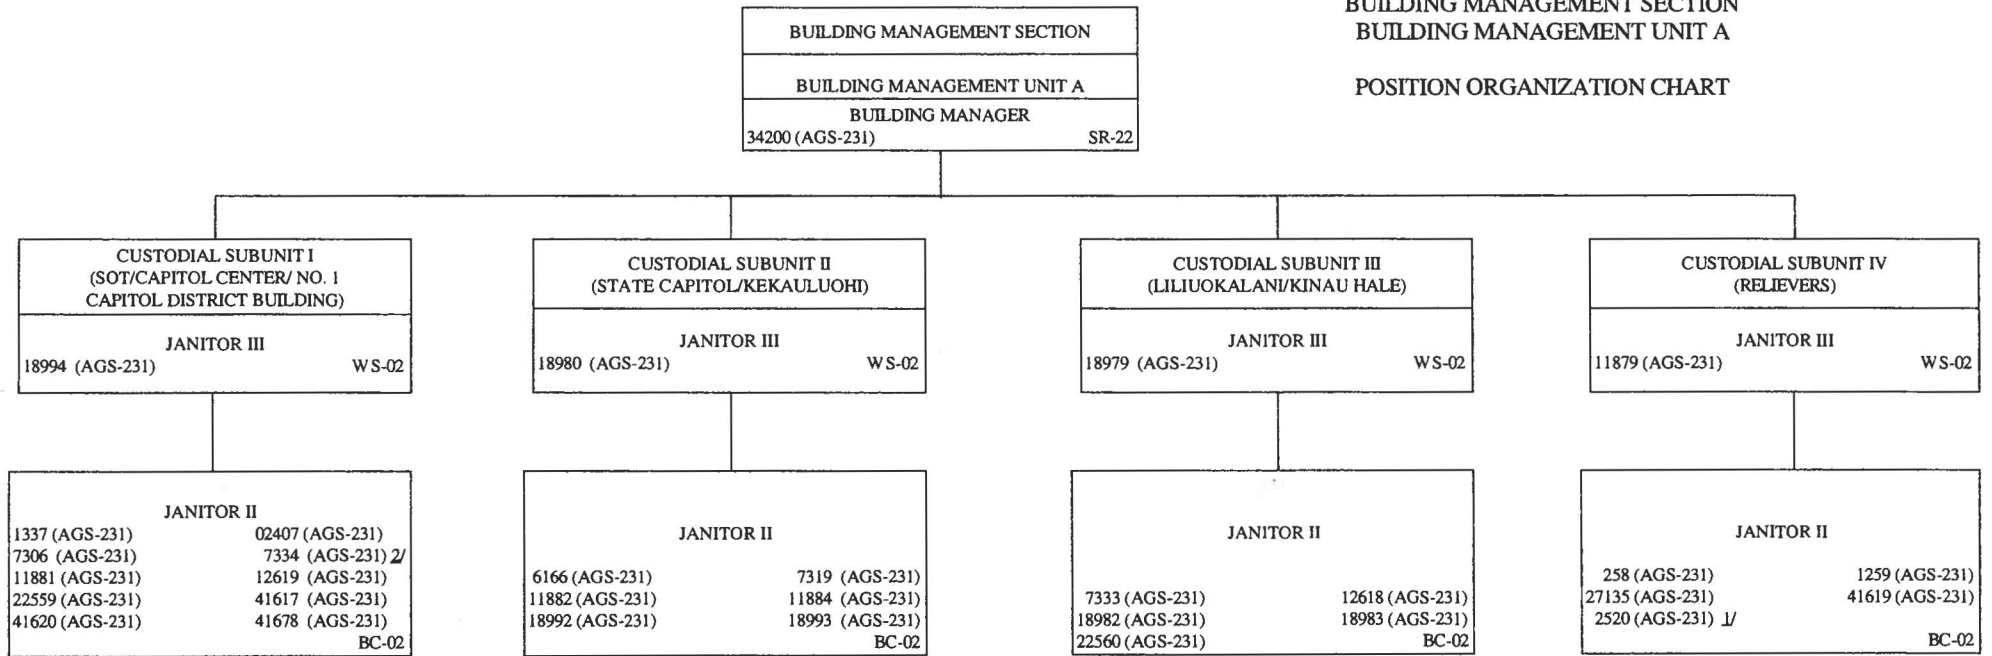 BUILDING MANAGEMENT SECTION
BUILDING MANAGEMENT UNIT A
POSITION ORGANIZATION CHART
BUILDING MANAGEMENT SECTION
BUILDING MANAGEMENT UNIT A
BUILDING MANAGER
34200 (AGS-231) SR-22
CUSTODIAL SUBUNIT I
(SOT/CAPITOL CENTER/ NO. 1
CAPITOL DISTRICT BUILDING)
JANITOR III
18994 (AGS-231) WS-02
CUSTODIAL SUBUNIT II
(STATE CAPITOL/KEKAULUOHI)
JANITOR III
18980 (AGS-231) WS-02
CUSTODIAL SUBUNIT III
(LILIUOKALANI/KINAU HALE)
JANITOR III
18979 (AGS-231) WS-02
CUSTODIAL SUBUNIT IV
(RELIEVERS)
JANITOR III
11879 (AGS-231) WS-02
JANITOR II
1337 (AGS-231) 02407 (AGS-231)
7306 (AGS-231) 7334 (AGS-231) 2/
11881 (AGS-231) 12619 (AGS-231)
22559 (AGS-231) 41617 (AGS-231)
41620 (AGS-231) 41678 (AGS-231)
BC-02
JANITOR II
6166 (AGS-231) 7319 (AGS-231)
11882 (AGS-231) 11884 (AGS-231)
18992 (AGS-231) 18993 (AGS-231)
BC-02
JANITOR II
7333 (AGS-231) 12618 (AGS-231)
18982 (AGS-231) 18983 (AGS-231)
22560 (AGS-231) BC-02
JANITOR II
258 (AGS-231) 1259 (AGS-231)
27135 (AGS-231) 41619 (AGS-231)
2520 (AGS-231) 1/
BC-02